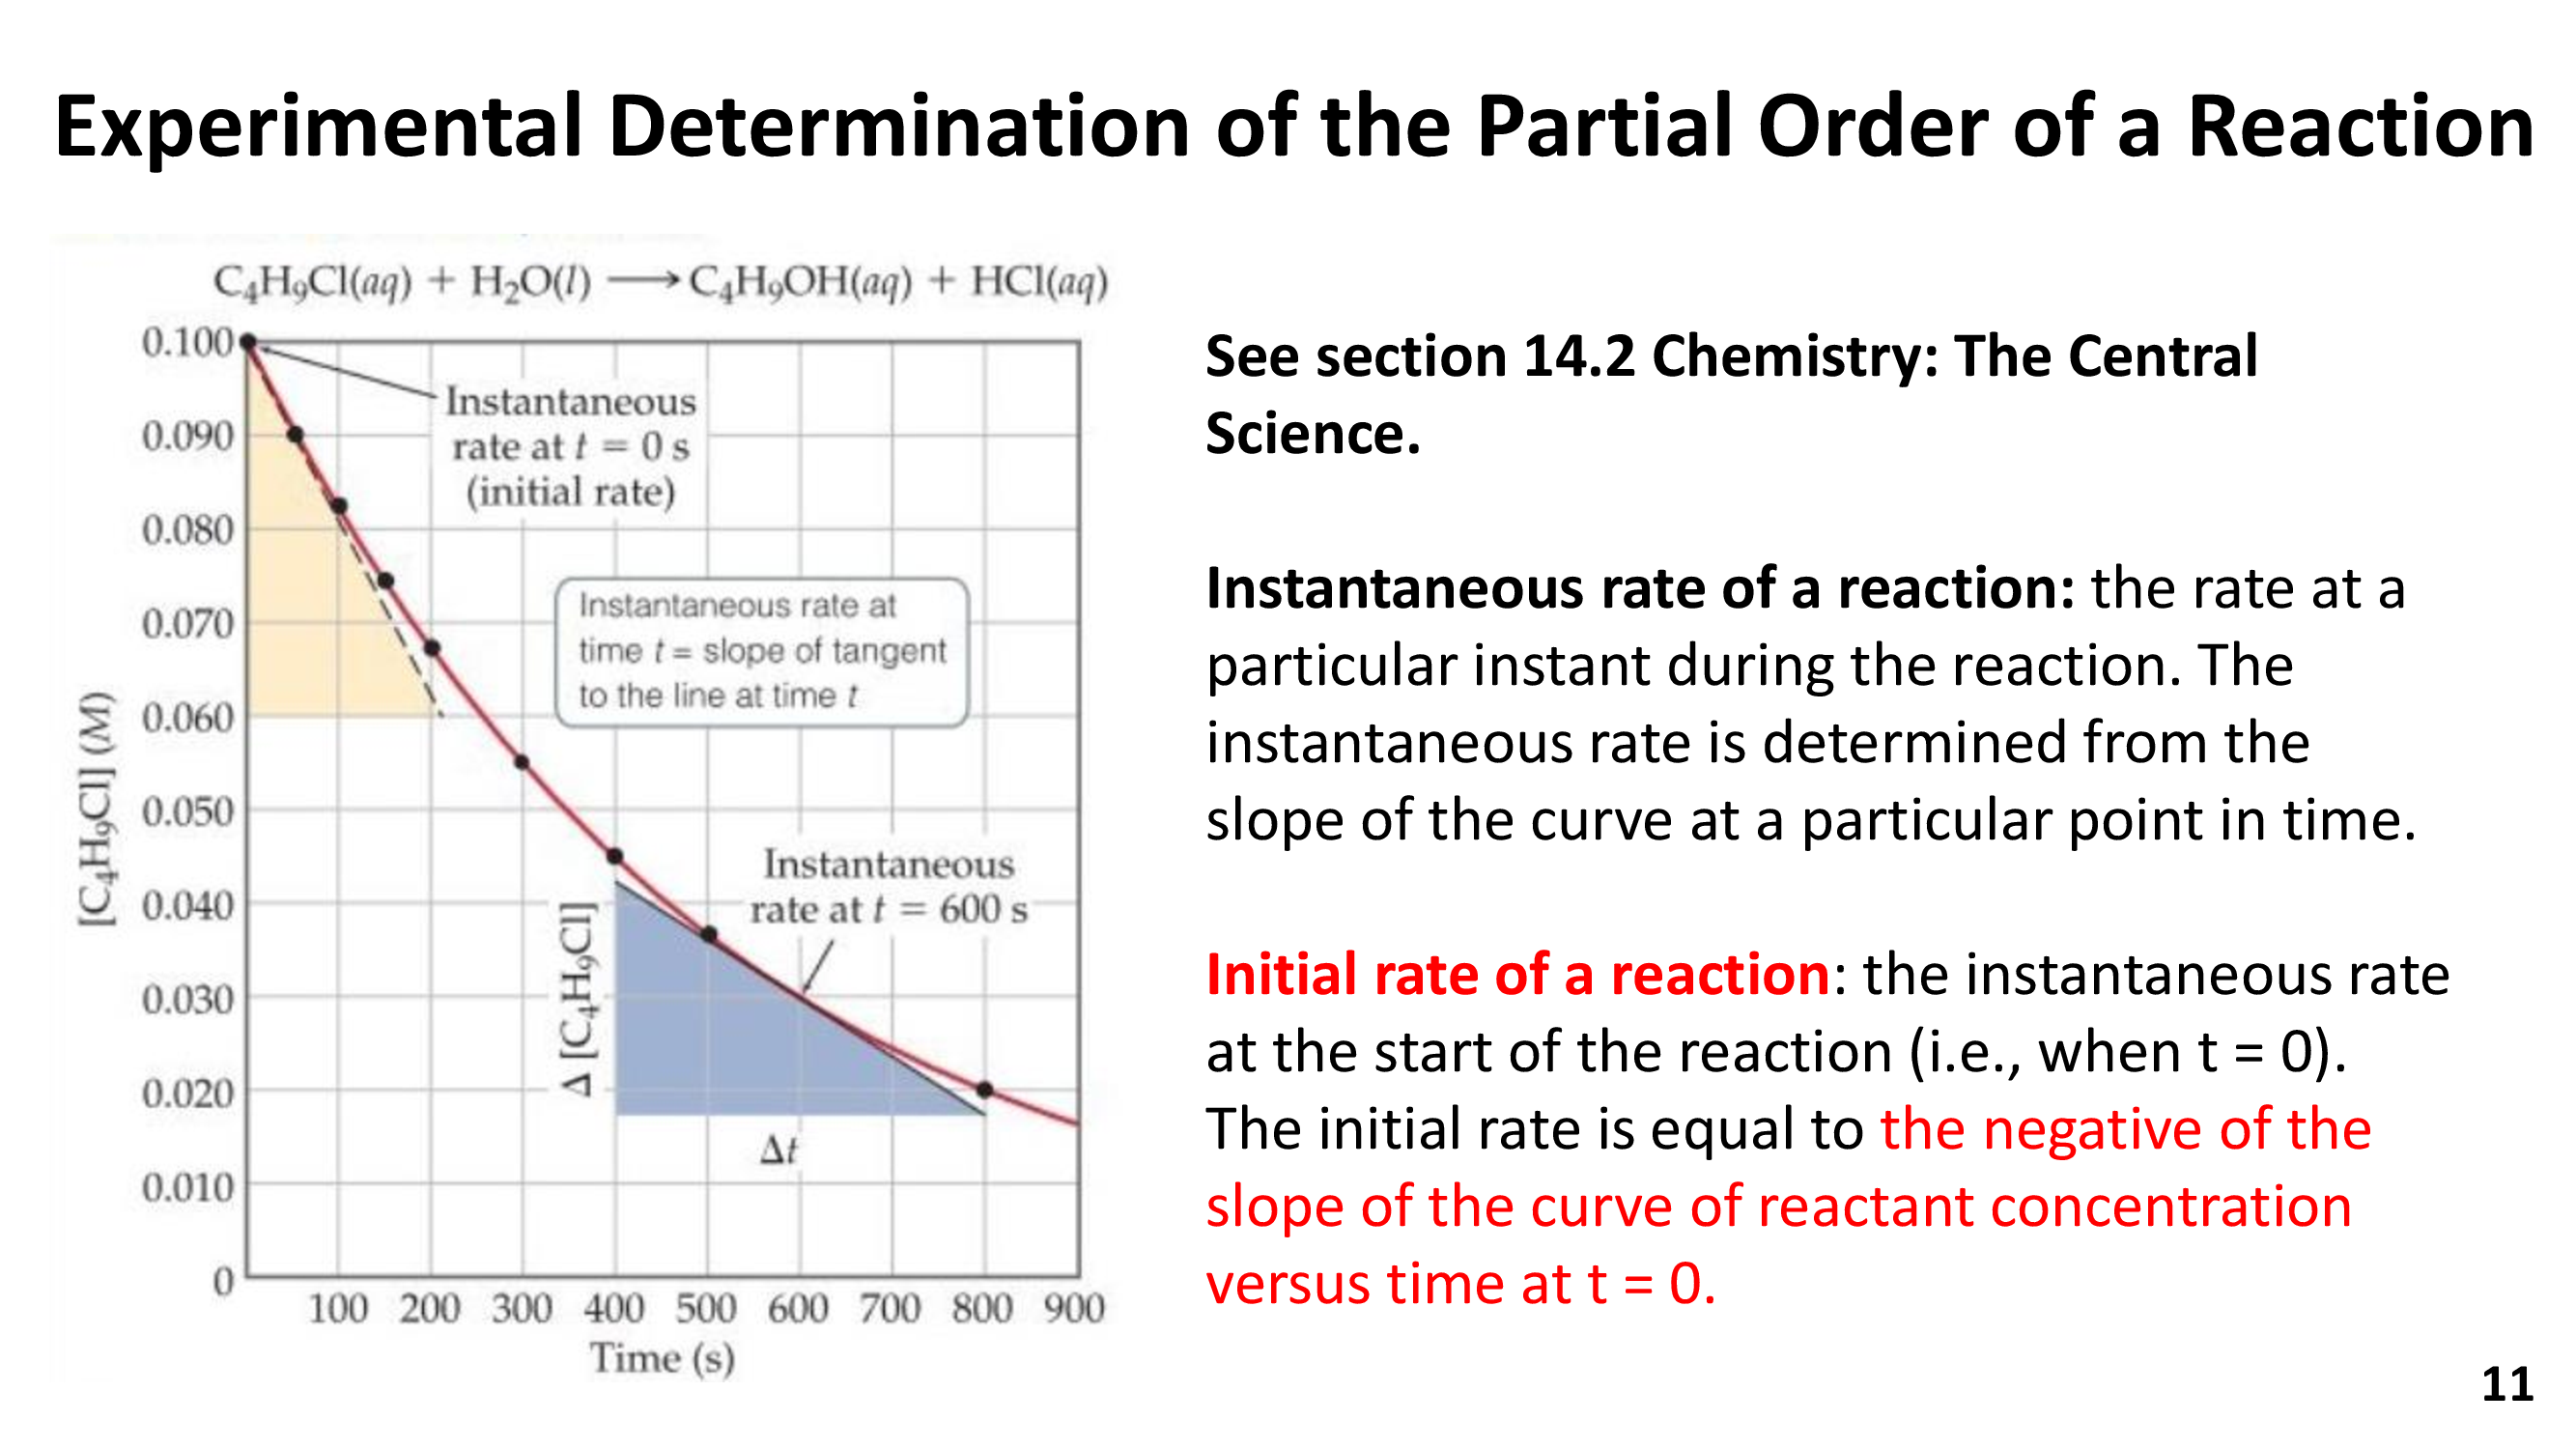 Experimental Determination of the Partial Order of a Reaction
C₄H₉Cl(aq) + H₂O(l) ⟶ C₄H₉OH(aq) + HCl(aq)
0.100
0.090
0.080
0.070
0.060
0.050
0.040
0.030
0.020
0.010
0
[C₄H₉Cl] (M)
Instantaneous
rate at t = 0 s
(initial rate)
Instantaneous rate at
time t = slope of tangent
to the line at time t
Instantaneous
rate at t = 600 s
Δ [C₄H₉Cl]
Δt
100 200 300 400 500 600 700 800 900
Time (s)
See section 14.2 Chemistry: The Central
Science.
Instantaneous rate of a reaction: the rate at a
particular instant during the reaction. The
instantaneous rate is determined from the
slope of the curve at a particular point in time.
Initial rate of a reaction: the instantaneous rate
at the start of the reaction (i.e., when t = 0).
The initial rate is equal to the negative of the
slope of the curve of reactant concentration
versus time at t = 0.
11